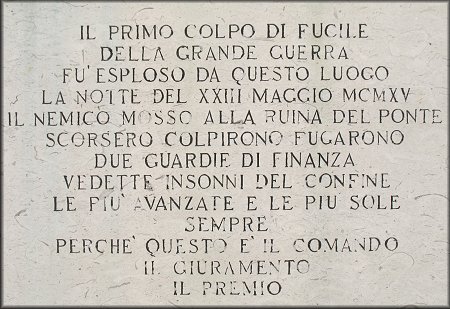 IL PRIMO COLPO DI FUCILE
DELLA GRANDE GUERRA
FU' ESPLOSO DA QUESTO LUOGO
LA NOTTE DEL XXIII MAGGIO MCMXV
IL NEMICO MOSSO ALLA RUINA DEL PONTE
SCORSERO COLPIRONO FUGARONO
DUE GUARDIE DI FINANZA
VEDETTE INSONNI DEL CONFINE
LE PIU' AVANZATE E LE PIU SOLE
SEMPRE
PERCHE' QUESTO E' IL COMANDO
IL GIURAMENTO
IL PREMIO